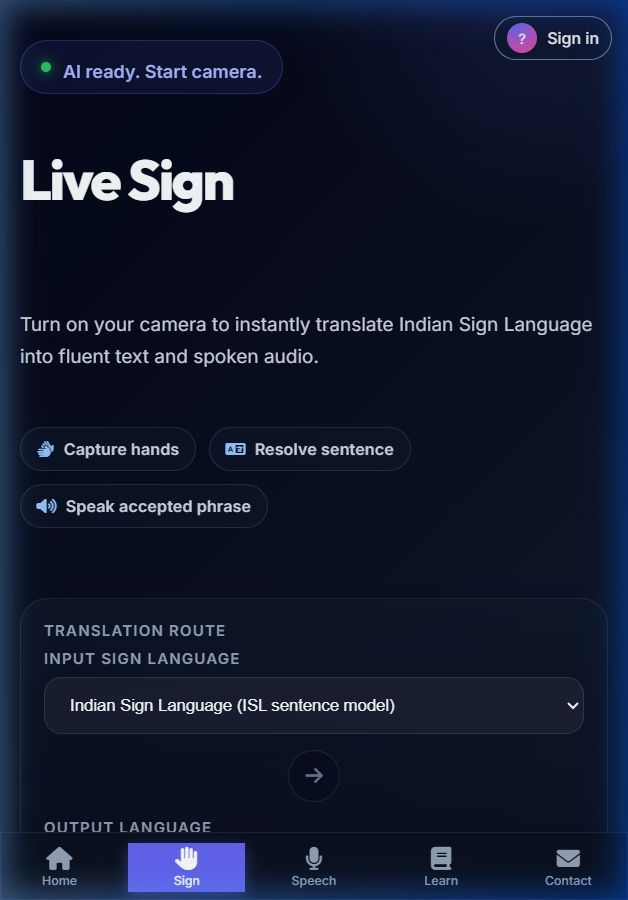 ? Sign in
AI ready. Start camera.
Live Sign
Turn on your camera to instantly translate Indian Sign Language
into fluent text and spoken audio.
Capture hands
Resolve sentence
Speak accepted phrase
TRANSLATION ROUTE
INPUT SIGN LANGUAGE
Indian Sign Language (ISL sentence model)
OUTPUT LANGUAGE
Home
Sign
Speech
Learn
Contact